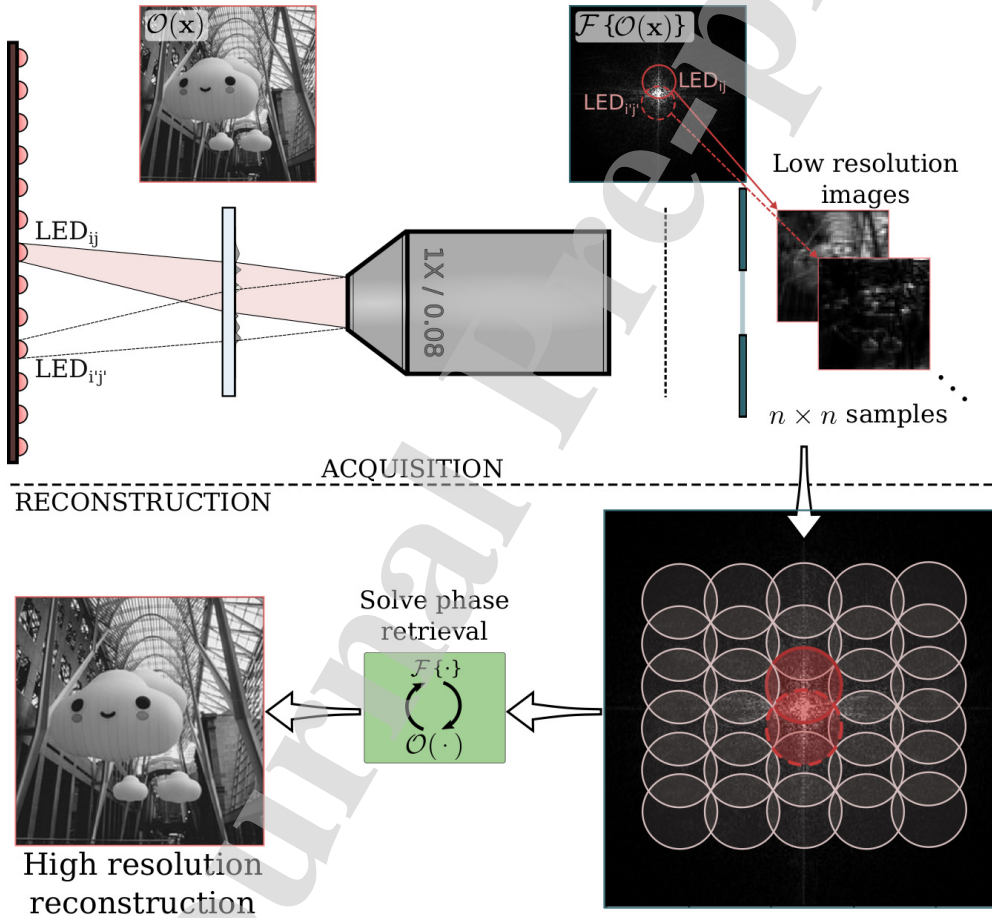 O(x)
F {O(x)}
LED_ij
LED_i'j'
Low resolution
images
LED_ij
1X / 0.08
LED_i'j'
n × n samples
ACQUISITION
RECONSTRUCTION
Solve phase
retrieval
F {·}
O( · )
High resolution
reconstruction